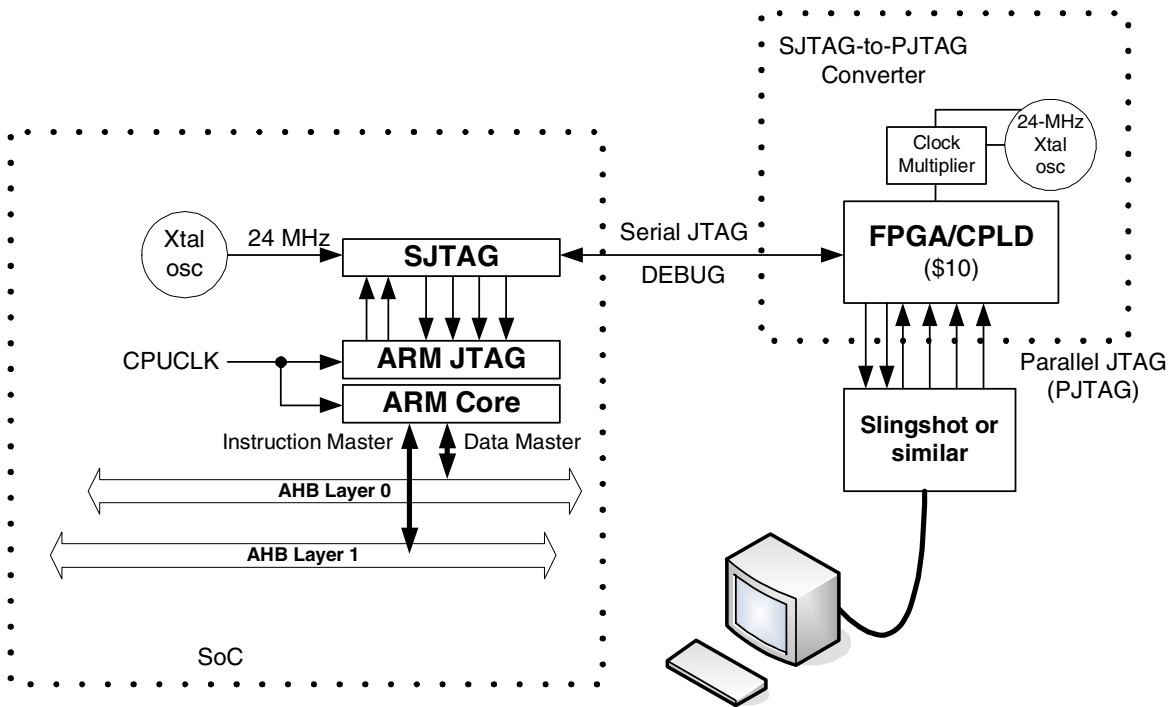 SJTAG-to-PJTAG
Converter
24-MHz
Xtal
osc
Clock
Multiplier
Xtal
osc
24 MHz
SJTAG
Serial JTAG
DEBUG
FPGA/CPLD
($10)
CPUCLK
ARM JTAG
ARM Core
Parallel JTAG
(PJTAG)
Slingshot or
similar
Instruction Master
Data Master
AHB Layer 0
AHB Layer 1
SoC